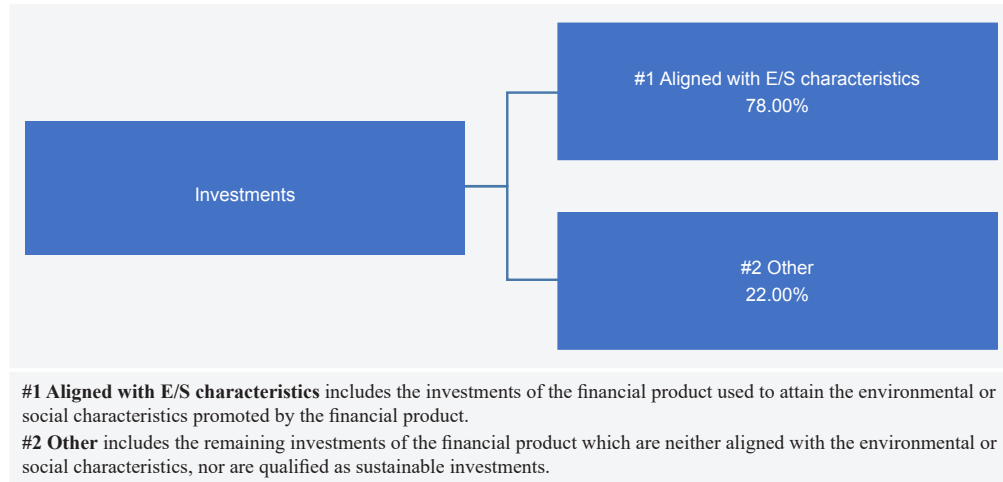 #1 Aligned with E/S characteristics
78.00%
Investments
#2 Other
22.00%
#1 Aligned with E/S characteristics includes the investments of the financial product used to attain the environmental or
social characteristics promoted by the financial product.
#2 Other includes the remaining investments of the financial product which are neither aligned with the environmental or
social characteristics, nor are qualified as sustainable investments.